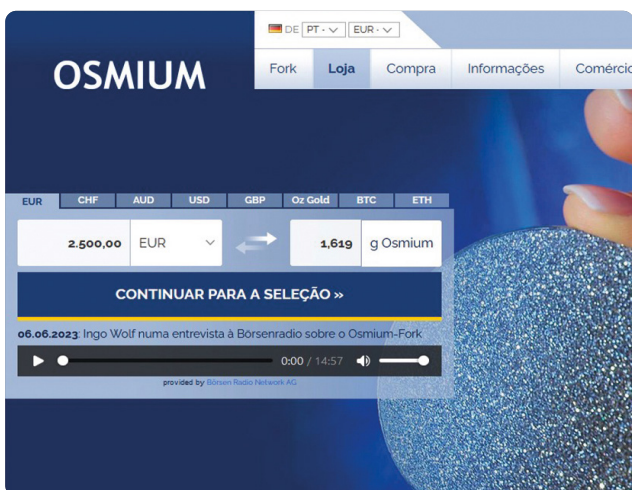 DE PT - EUR -
OSMIUM
Fork Loja Compra Informações Comércio
EUR CHF AUD USD GBP Oz Gold BTC ETH
2.500,00 EUR 1,619 g Osmium
CONTINUAR PARA A SELEÇÃO »
06.06.2023: Ingo Wolf numa entrevista à Börsenradio sobre o Osmium-Fork
0:00 / 14:57
provided by Börsen Radio Network AG